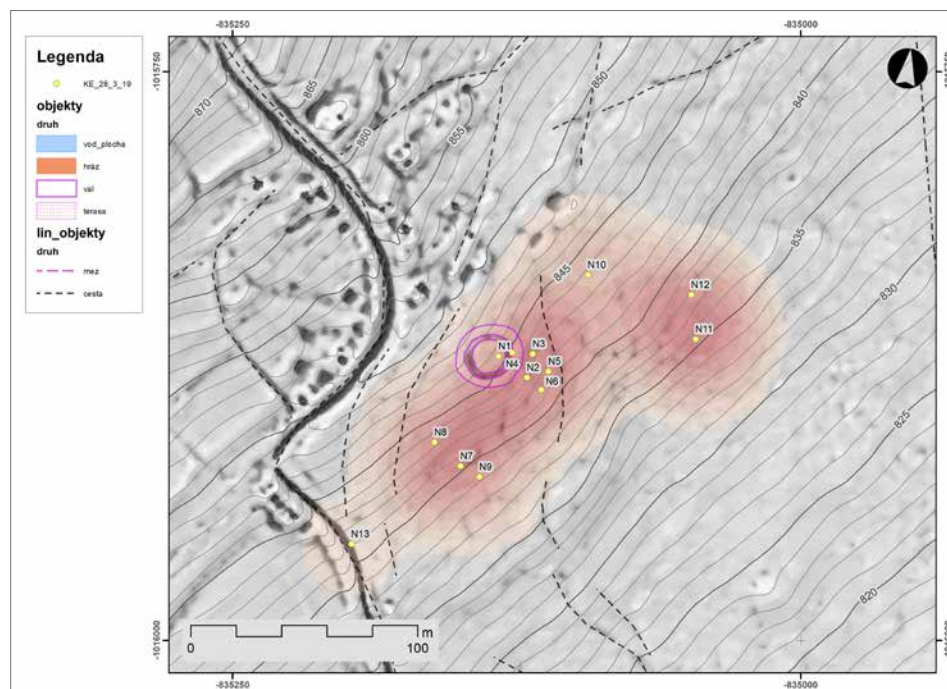 -835250
-835000
-1015750
-1015750
Legenda
KE_28_3_19
objekty
druh
vod_plocha
hráz
val
terasa
lin_objekty
druh
mez
cesta
870
865
860
855
850
840
845
835
830
825
820
N10
N12
N11
N1
N3
N4
N5
N2
N6
N8
N7
N9
N13
m
0
100
-1016000
-835250
-835000